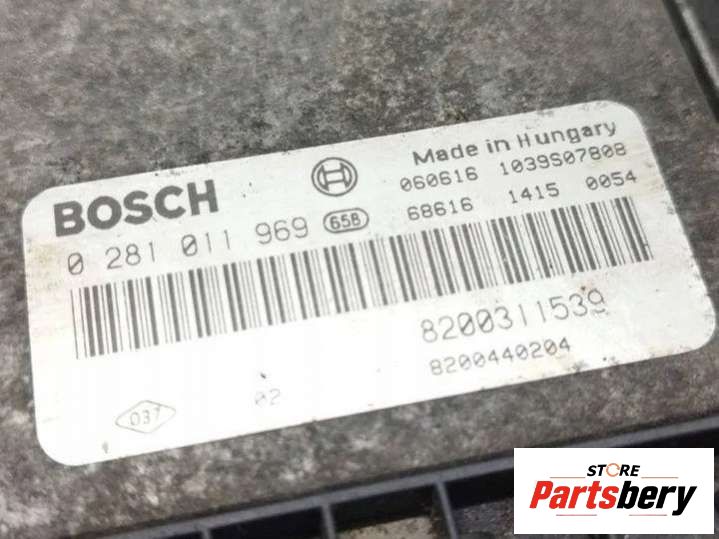 BOSCH
Made in Hungary
060616 1039S07808
0 281 011 969 658
68616 1415 0054
8200311539
8200440204
037
02
STORE
Partsbery